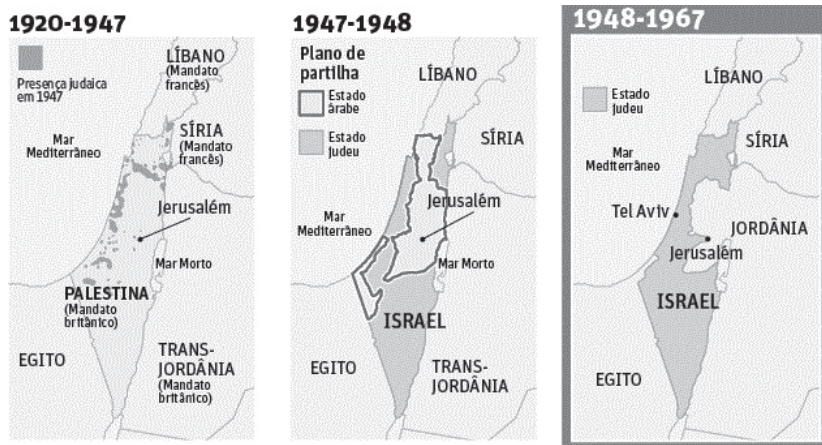 1920-1947
Presença judaica
em 1947
LÍBANO
(Mandato
francês)
SÍRIA
(Mandato
francês)
Mar
Mediterrâneo
Jerusalém
Mar Morto
PALESTINA
(Mandato
britânico)
EGITO
TRANS-
JORDÂNIA
(Mandato
britânico)
1947-1948
Plano de
partilha
Estado
árabe
Estado
judeu
LÍBANO
SÍRIA
Jerusalém
Mar
Mediterrâneo
Mar Morto
ISRAEL
EGITO
TRANS-
JORDÂNIA
1948-1967
Estado
judeu
LÍBANO
SÍRIA
Mar
Mediterrâneo
Tel Aviv
JORDÂNIA
Jerusalém
ISRAEL
EGITO